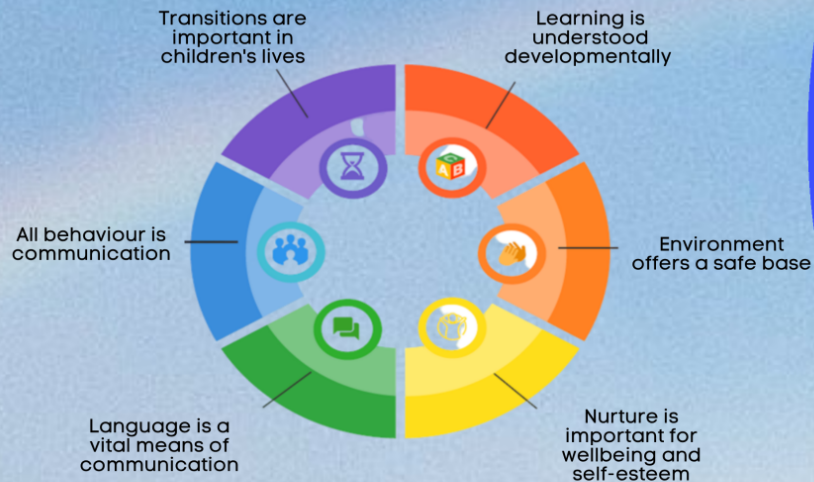 Transitions are
important in
children's lives
Learning is
understood
developmentally
All behaviour is
communication
Environment
offers a safe base
Language is a
vital means of
communication
Nurture is
important for
wellbeing and
self-esteem
A B